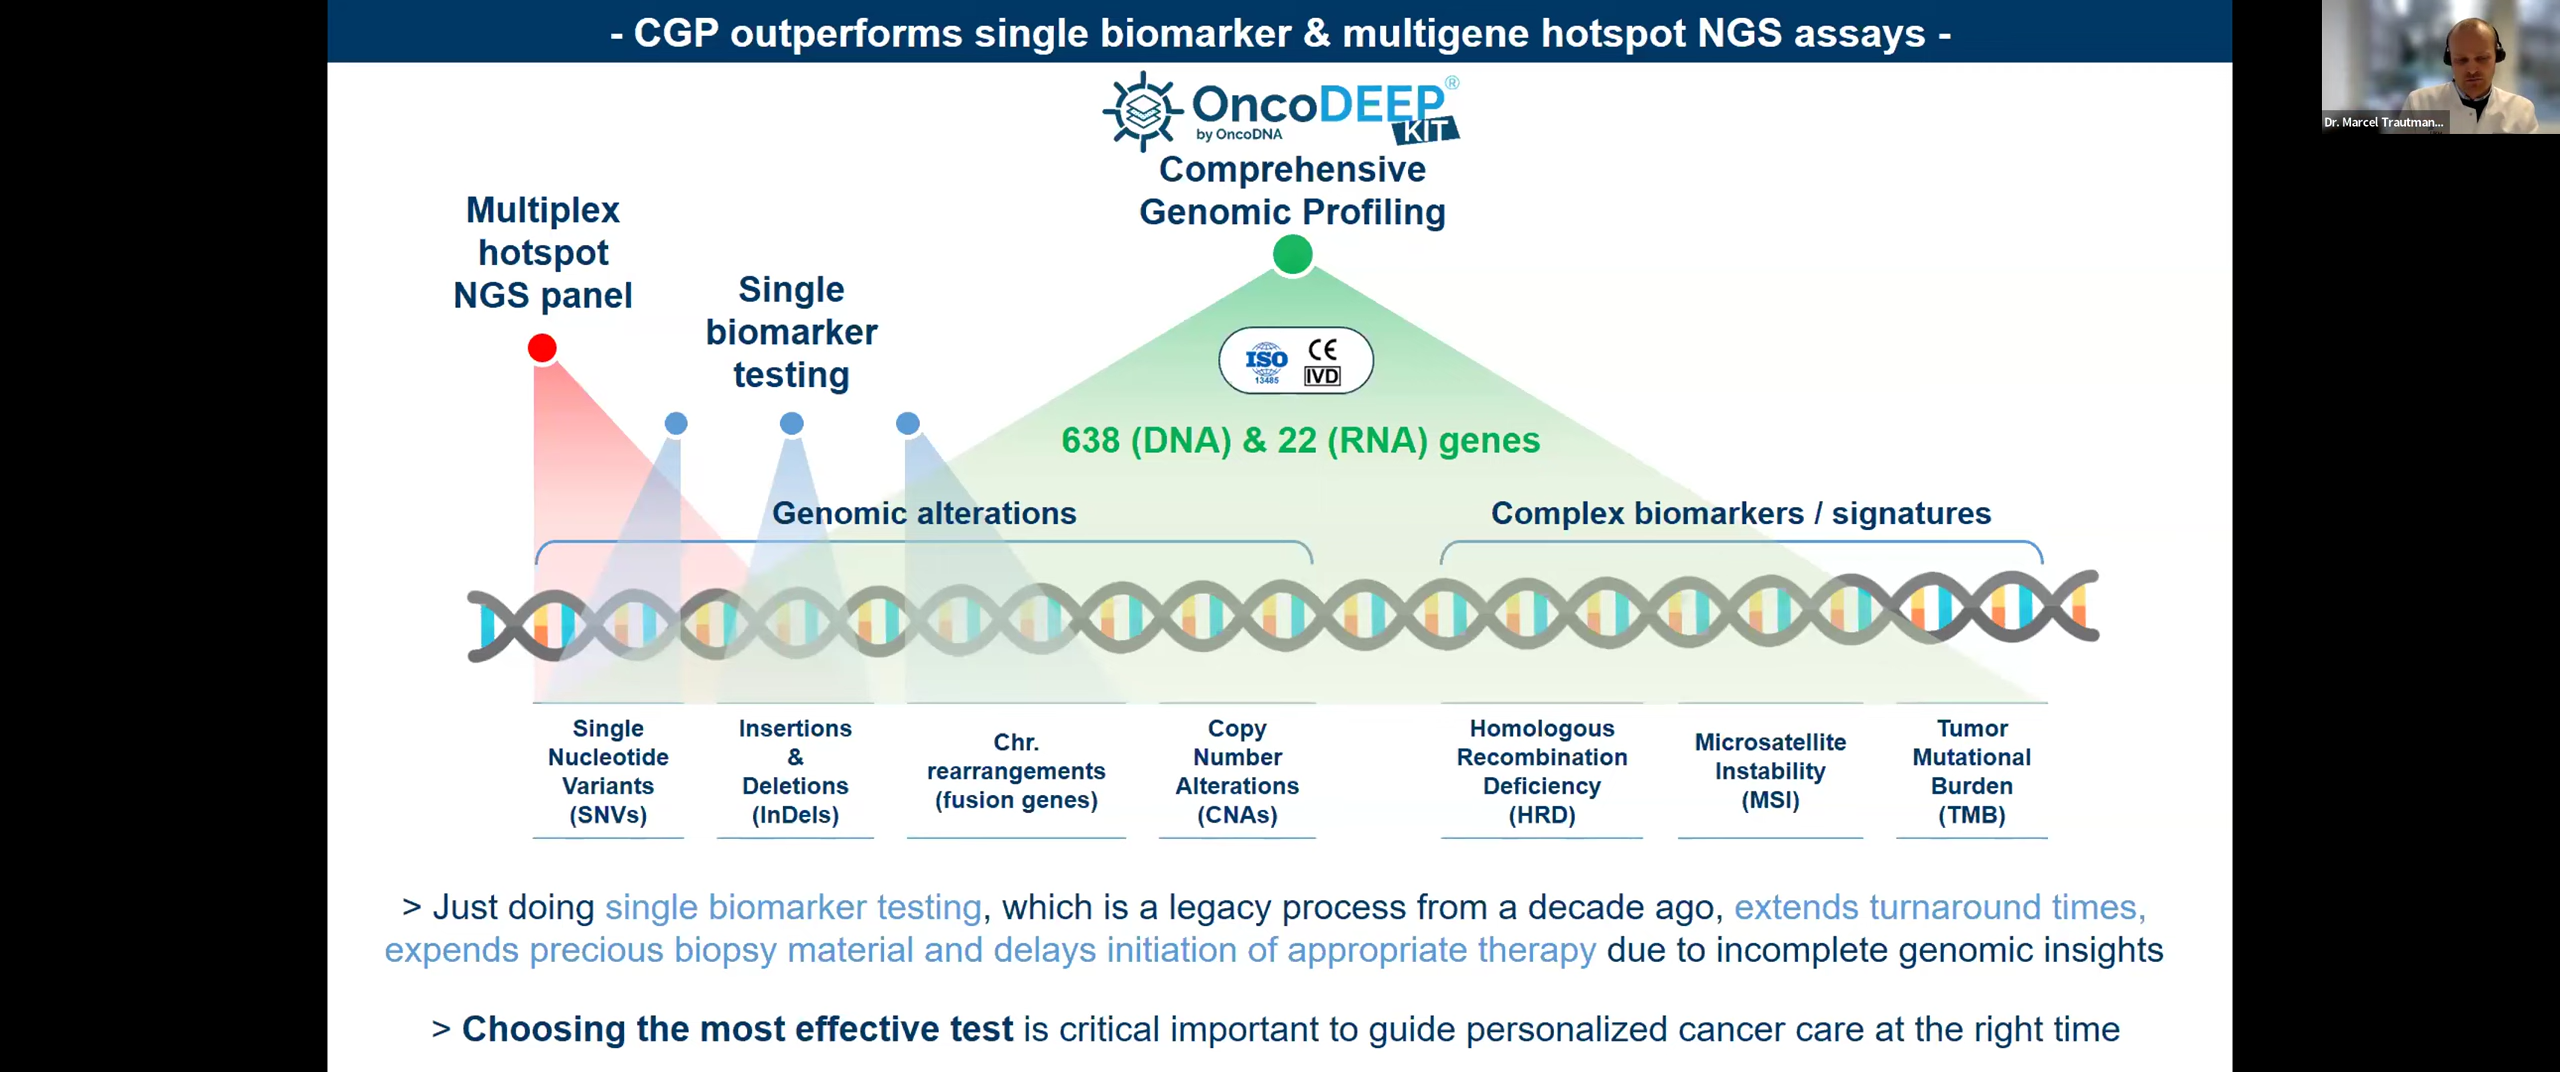 - CGP outperforms single biomarker & multigene hotspot NGS assays -
Dr. Marcel Trautman...
OncoDEEP®
by OncoDNA
KIT
Comprehensive
Genomic Profiling
Multiplex
hotspot
NGS panel
Single
biomarker
testing
ISO
13485
CE
IVD
638 (DNA) & 22 (RNA) genes
Genomic alterations
Complex biomarkers / signatures
Single
Nucleotide
Variants
(SNVs)
Insertions
&
Deletions
(InDels)
Chr.
rearrangements
(fusion genes)
Copy
Number
Alterations
(CNAs)
Homologous
Recombination
Deficiency
(HRD)
Microsatellite
Instability
(MSI)
Tumor
Mutational
Burden
(TMB)
> Just doing single biomarker testing, which is a legacy process from a decade ago, extends turnaround times,
expends precious biopsy material and delays initiation of appropriate therapy due to incomplete genomic insights
> Choosing the most effective test is critical important to guide personalized cancer care at the right time